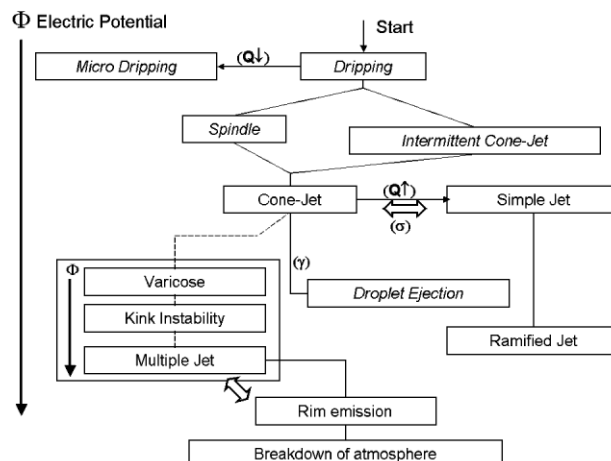 Φ Electric Potential
Start
Micro Dripping
(Q↓)
Dripping
Spindle
Intermittent Cone-Jet
Cone-Jet
(Q↑)
(σ)
Simple Jet
Φ
Varicose
(γ)
Droplet Ejection
Kink Instability
Multiple Jet
Ramified Jet
Rim emission
Breakdown of atmosphere